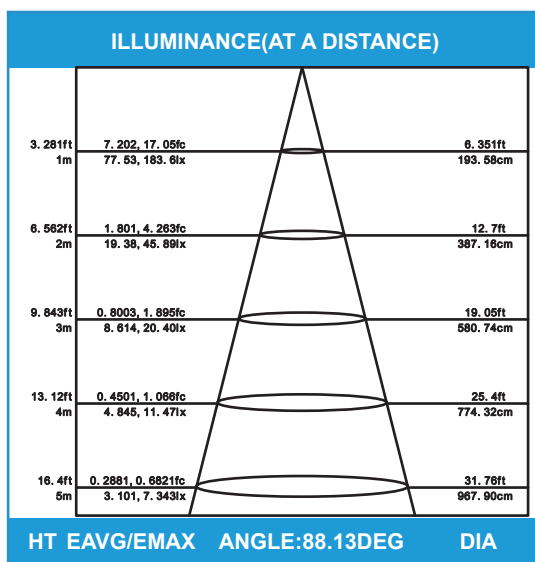 ILLUMINANCE(AT A DISTANCE)
3.281ft 7.202, 17.05fc 6.351ft
1m 77.53, 183.6lx 193.58cm
6.562ft 1.801, 4.263fc 12.7ft
2m 19.38, 45.89lx 387.16cm
9.843ft 0.8003, 1.895fc 19.05ft
3m 8.614, 20.40lx 580.74cm
13.12ft 0.4501, 1.066fc 25.4ft
4m 4.845, 11.47lx 774.32cm
16.4ft 0.2881, 0.6821fc 31.76ft
5m 3.101, 7.343lx 967.90cm
HT EAVG/EMAX ANGLE:88.13DEG DIA